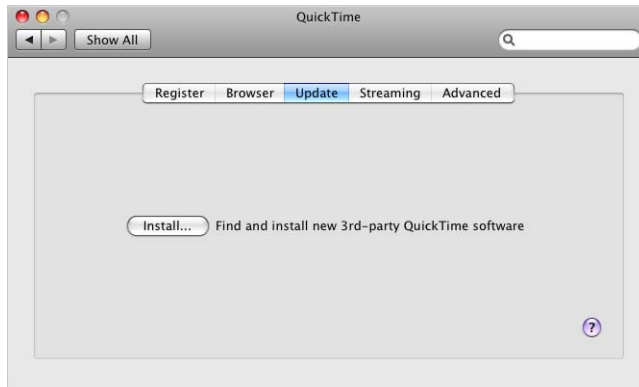 QuickTime
Show All
Register Browser Update Streaming Advanced
Install... Find and install new 3rd-party QuickTime software
?